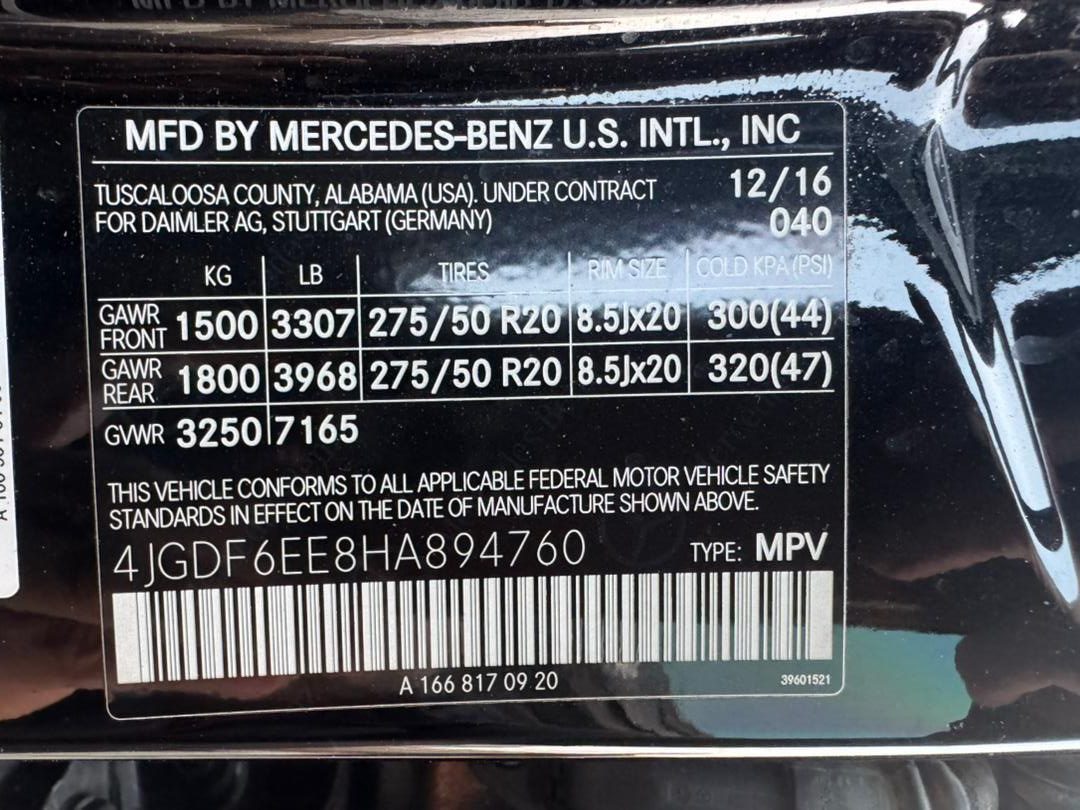 MFD BY MERCEDES-BENZ U.S. INTL., INC
TUSCALOOSA COUNTY, ALABAMA (USA). UNDER CONTRACT 12/16
FOR DAIMLER AG, STUTTGART (GERMANY) 040
KG LB TIRES RIM SIZE COLD KPA (PSI)
GAWR FRONT 1500 3307 275/50 R20 8.5Jx20 300(44)
GAWR REAR 1800 3968 275/50 R20 8.5Jx20 320(47)
GVWR 3250 7165
THIS VEHICLE CONFORMS TO ALL APPLICABLE FEDERAL MOTOR VEHICLE SAFETY
STANDARDS IN EFFECT ON THE DATE OF MANUFACTURE SHOWN ABOVE.
4JGDF6EE8HA894760 TYPE: MPV
A 166 817 09 20 39601521